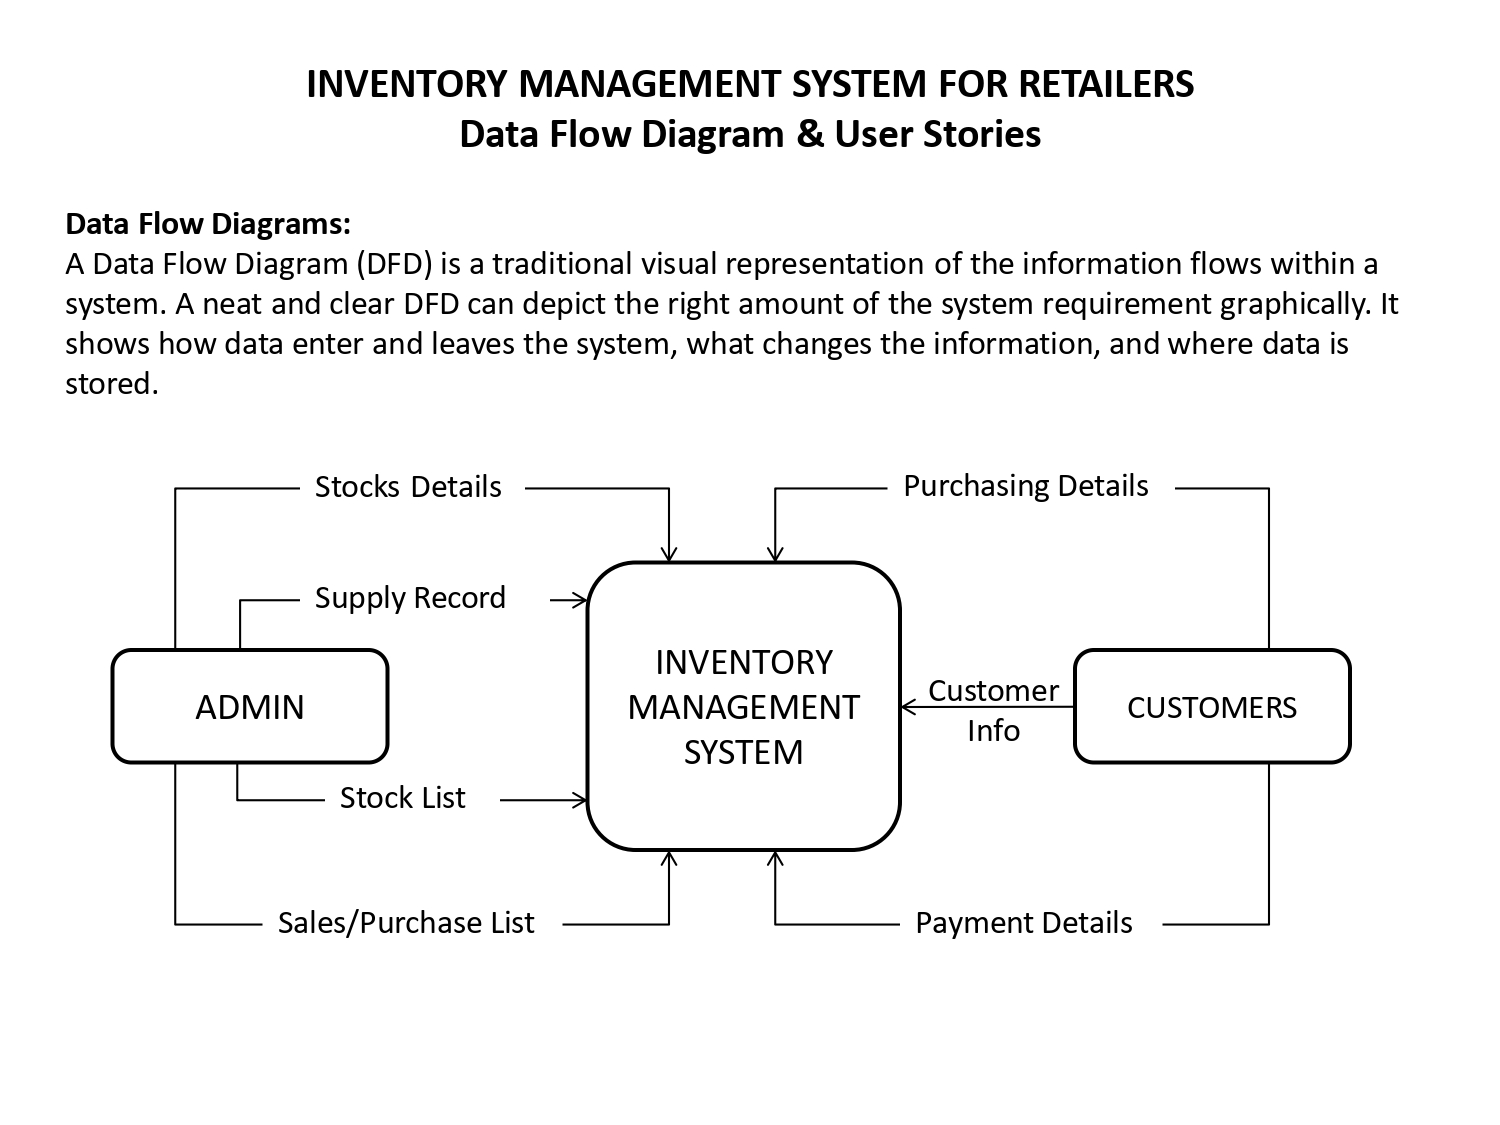 INVENTORY MANAGEMENT SYSTEM FOR RETAILERS
Data Flow Diagram & User Stories
Data Flow Diagrams:
A Data Flow Diagram (DFD) is a traditional visual representation of the information flows within a
system. A neat and clear DFD can depict the right amount of the system requirement graphically. It
shows how data enter and leaves the system, what changes the information, and where data is
stored.
Stocks Details
Purchasing Details
Supply Record
ADMIN
INVENTORY
MANAGEMENT
SYSTEM
Customer
Info
CUSTOMERS
Stock List
Sales/Purchase List
Payment Details